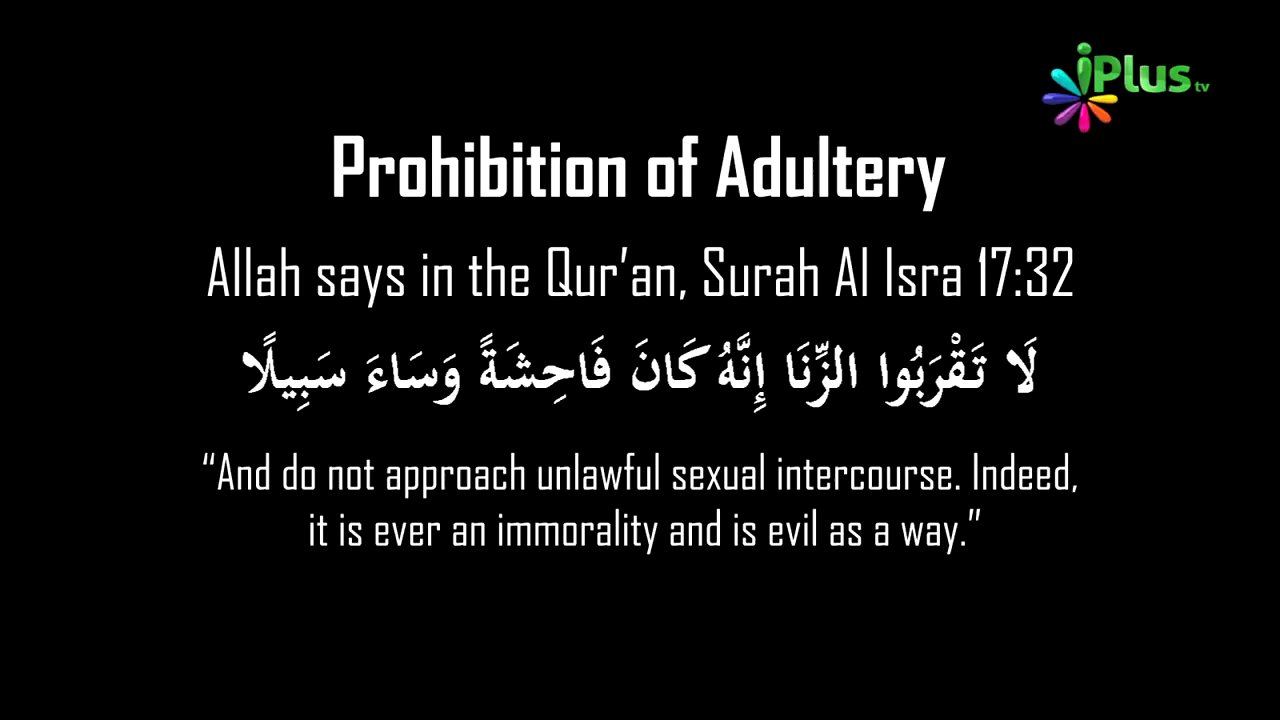 iPlus tv
Prohibition of Adultery
Allah says in the Qur’an, Surah Al Isra 17:32
لَا تَقْرَبُوا الزِّنَا إِنَّهُ كَانَ فَاحِشَةً وَسَاءَ سَبِيلًا
“And do not approach unlawful sexual intercourse. Indeed,
it is ever an immorality and is evil as a way.”